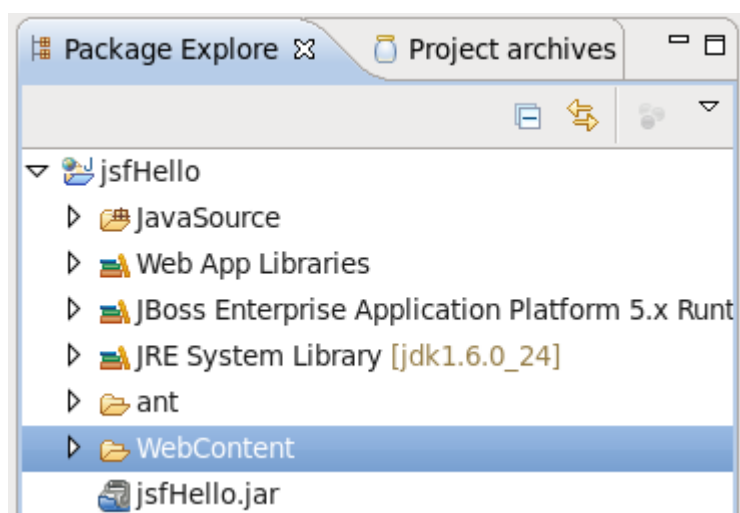 Package Explore Project archives
jsfHello
JavaSource
Web App Libraries
JBoss Enterprise Application Platform 5.x Runt
JRE System Library [jdk1.6.0_24]
ant
WebContent
jsfHello.jar